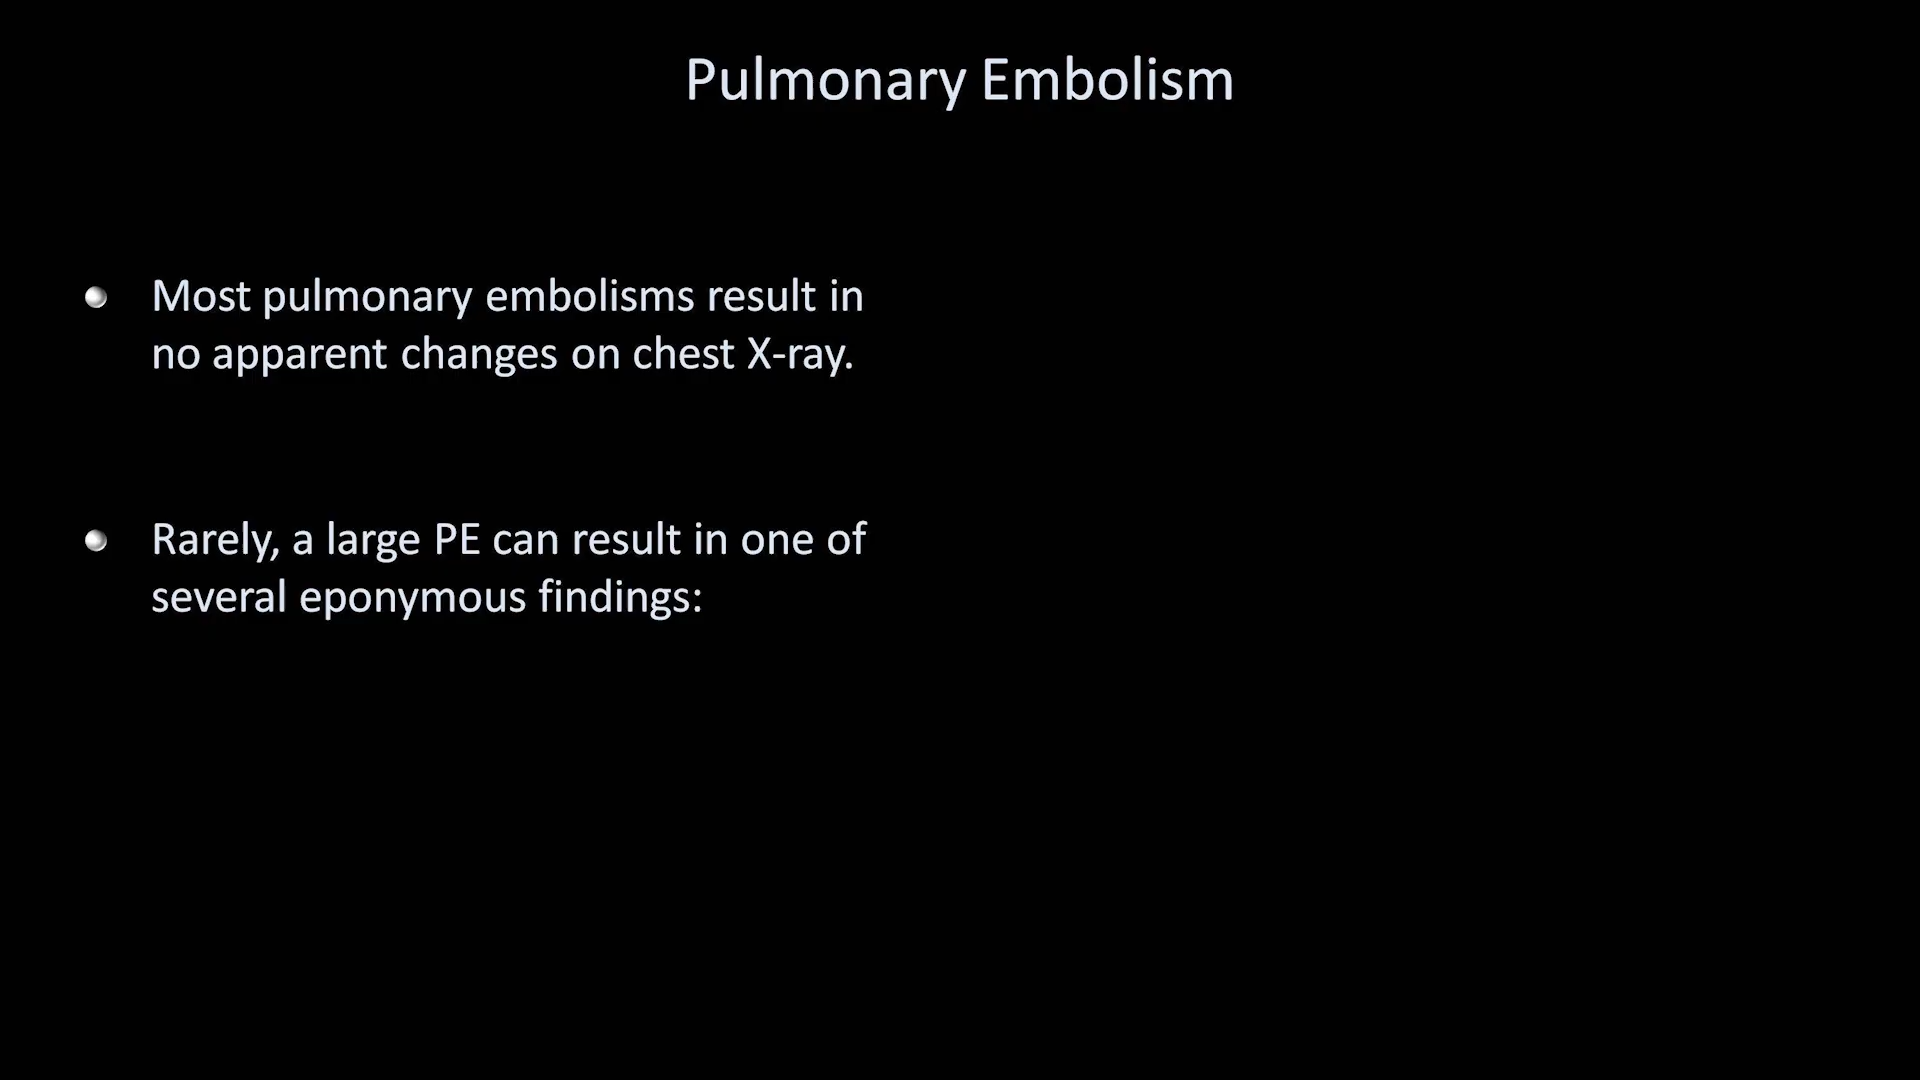 Pulmonary Embolism
Most pulmonary embolisms result in
no apparent changes on chest X-ray.
Rarely, a large PE can result in one of
several eponymous findings: